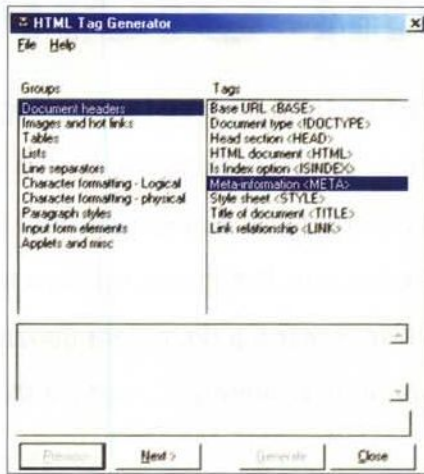 HTML Tag Generator
File Help
Groups
Document headers
Images and hot links
Tables
Lists
Line separators
Character formatting - Logical
Character formatting - physical
Paragraph styles
Input form elements
Applets and misc
Tags
Base URL <BASE>
Document type <!DOCTYPE>
Head section <HEAD>
HTML document <HTML>
Is Index option <ISINDEX>
Meta-information <META>
Style sheet <STYLE>
Title of document <TITLE>
Link relationship <LINK>
Previous Next > Generate Close